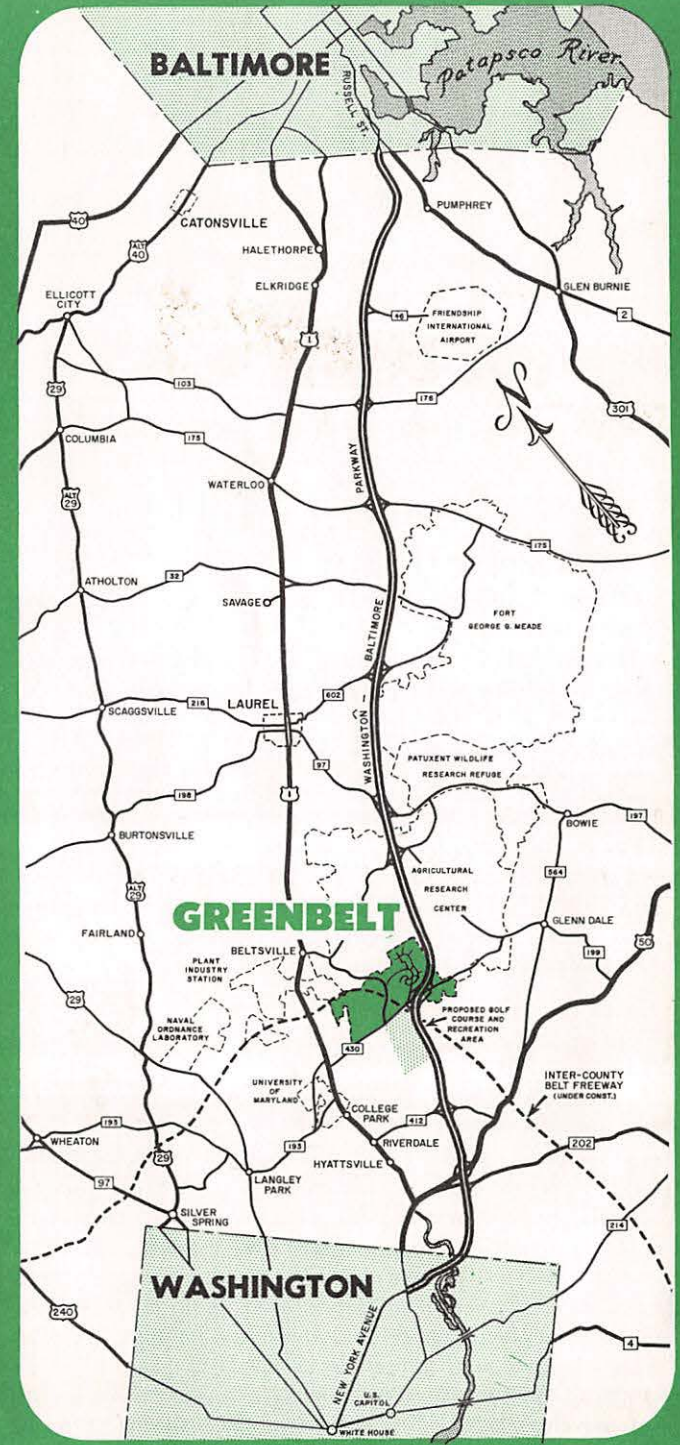 BALTIMORE
Patapsco River
RUSSELL ST.
40
CATONSVILLE
PUMPHREY
ALT
40
HALETHORPE
ELKRIDGE
ELLICOTT
CITY
GLEN BURNIE
46
FRIENDSHIP
INTERNATIONAL
AIRPORT
2
1
29
103
176
301
N
COLUMBIA
175
PARKWAY
WATERLOO
ALT
29
175
ATHOLTON
32
SAVAGE
BALTIMORE
FORT
GEORGE G. MEADE
602
216
LAUREL
SCAGGSVILLE
WASHINGTON –
97
PATUXENT WILDLIFE
RESEARCH REFUGE
198
1
BOWIE
197
BURTONSVILLE
564
AGRICULTURAL
RESEARCH
CENTER
ALT
29
GREENBELT
FAIRLAND
GLENN DALE
50
199
BELTSVILLE
PLANT
INDUSTRY
STATION
29
NAVAL
ORDNANCE
LABORATORY
PROPOSED GOLF
COURSE AND
RECREATION
AREA
430
INTER-COUNTY
BELT FREEWAY
(UNDER CONST.)
UNIVERSITY
OF
MARYLAND
COLLEGE
PARK
412
193
WHEATON
193
RIVERDALE
202
29
HYATTSVILLE
97
LANGLEY
PARK
SILVER
SPRING
214
WASHINGTON
240
NEW YORK AVENUE
4
U.S.
CAPITOL
WHITE HOUSE